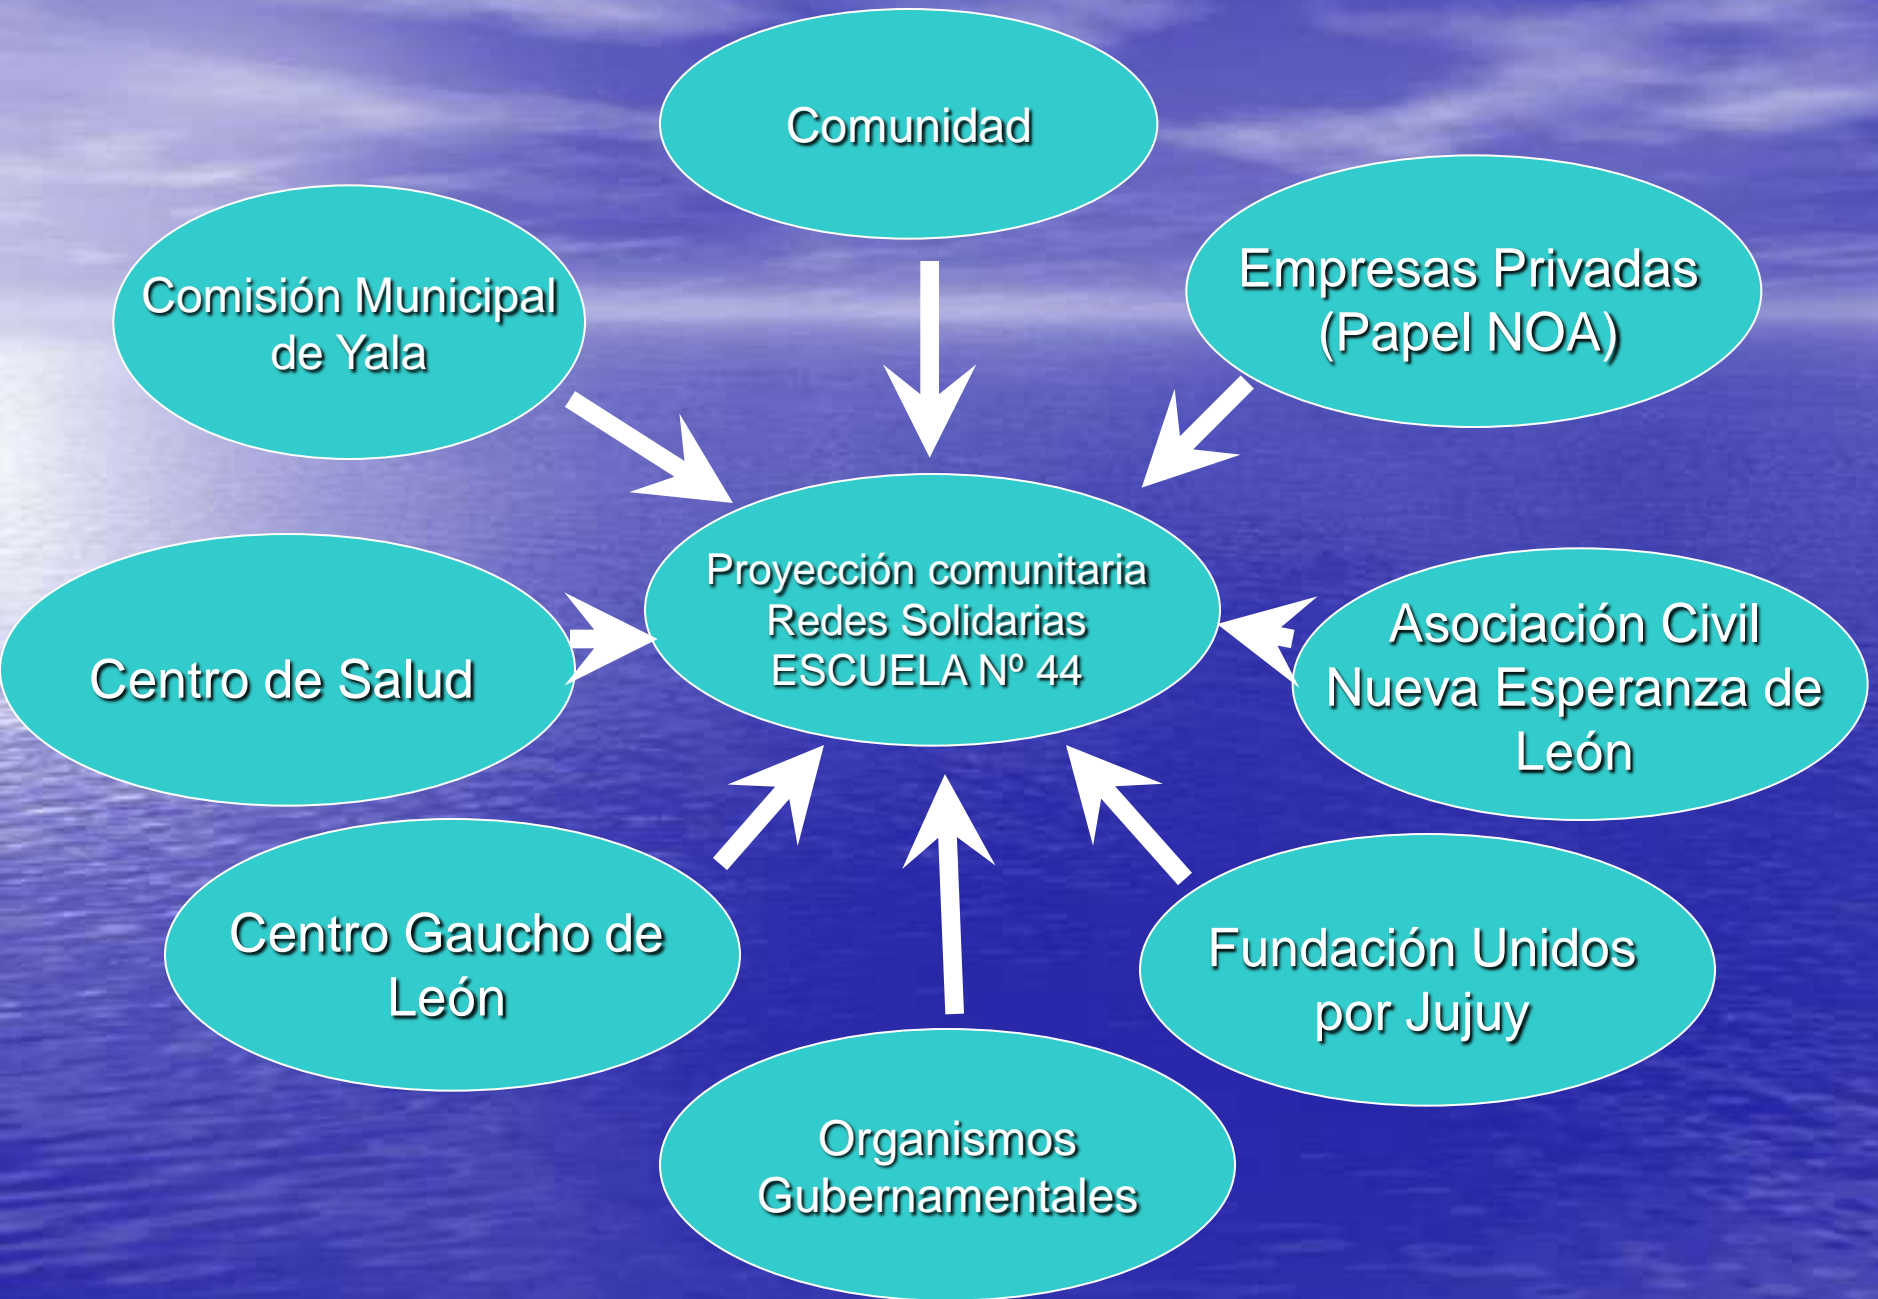 Comunidad
Comisión Municipal
de Yala
Empresas Privadas
(Papel NOA)
Proyección comunitaria
Redes Solidarias
ESCUELA Nº 44
Centro de Salud
Asociación Civil
Nueva Esperanza de
León
Centro Gaucho de
León
Fundación Unidos
por Jujuy
Organismos
Gubernamentales